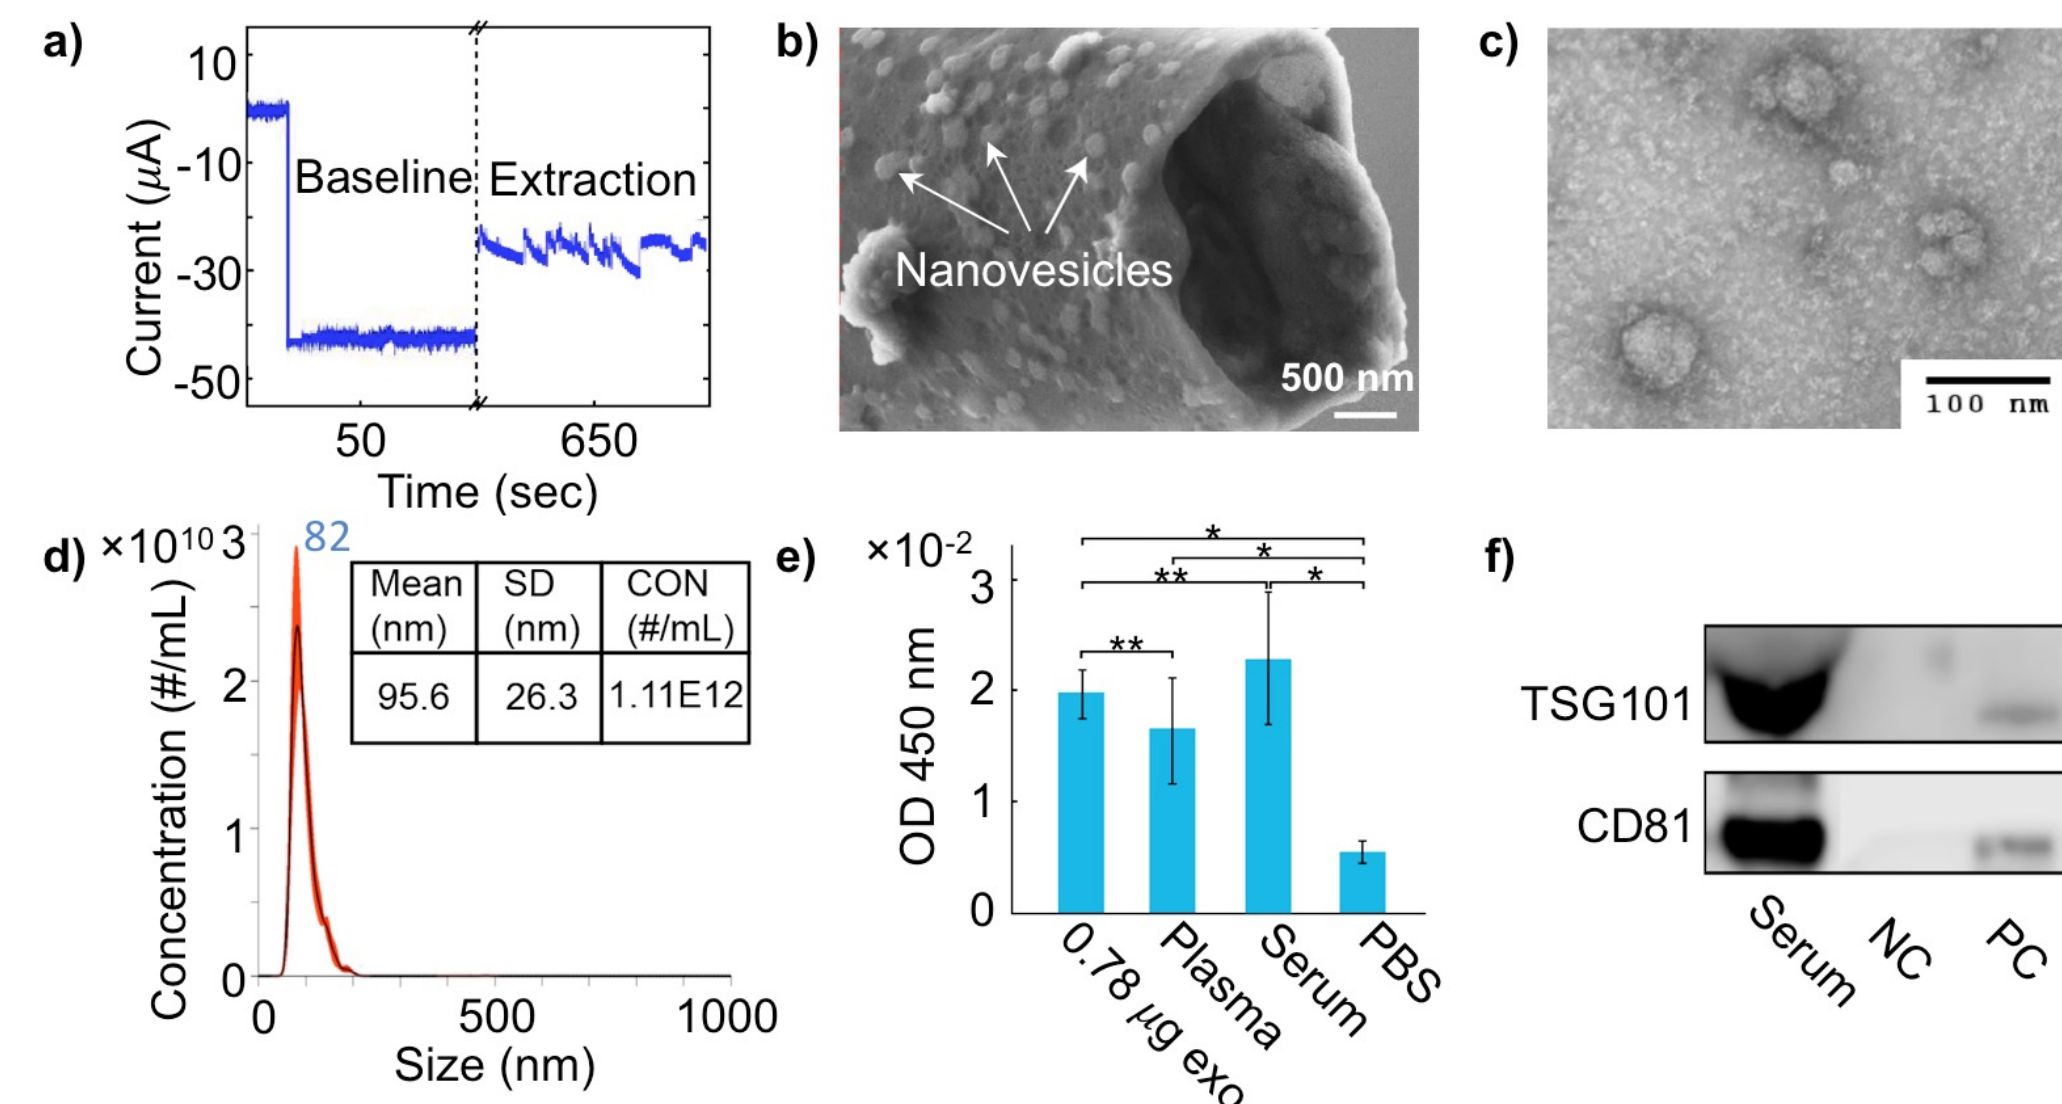 a)
10
-10
-30
-50
Current (µA)
Baseline
Extraction
50
650
Time (sec)
b)
Nanovesicles
500 nm
c)
100 nm
d)
×10¹⁰
3
2
1
0
82
Concentration (#/mL)
Mean (nm)
SD (nm)
CON (#/mL)
95.6
26.3
1.11E12
0
500
1000
Size (nm)
e)
×10⁻²
3
2
1
0
OD 450 nm
*
*
**
*
**
0.78 µg exo
Plasma
Serum
PBS
f)
TSG101
CD81
Serum
NC
PC